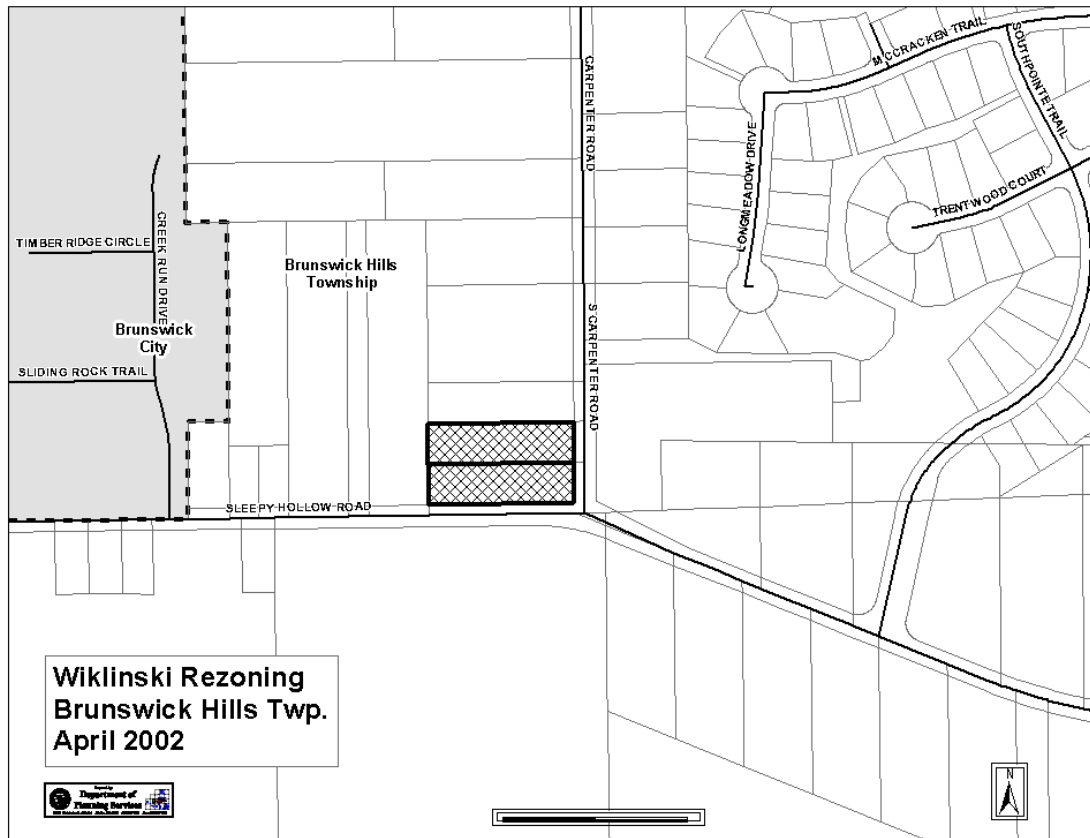 MCCRACKEN TRAIL
SOUTHPOINTE TRAIL
CARPENTER ROAD
LONGMEADOW DRIVE
TRENTWOOD COURT
CREEK RUN DRIVE
TIMBER RIDGE CIRCLE
Brunswick Hills
Township
Brunswick
City
S CARPENTER ROAD
SLIDING ROCK TRAIL
SLEEPY HOLLOW ROAD
Wiklinski Rezoning
Brunswick Hills Twp.
April 2002
Department of
Planning Services
N